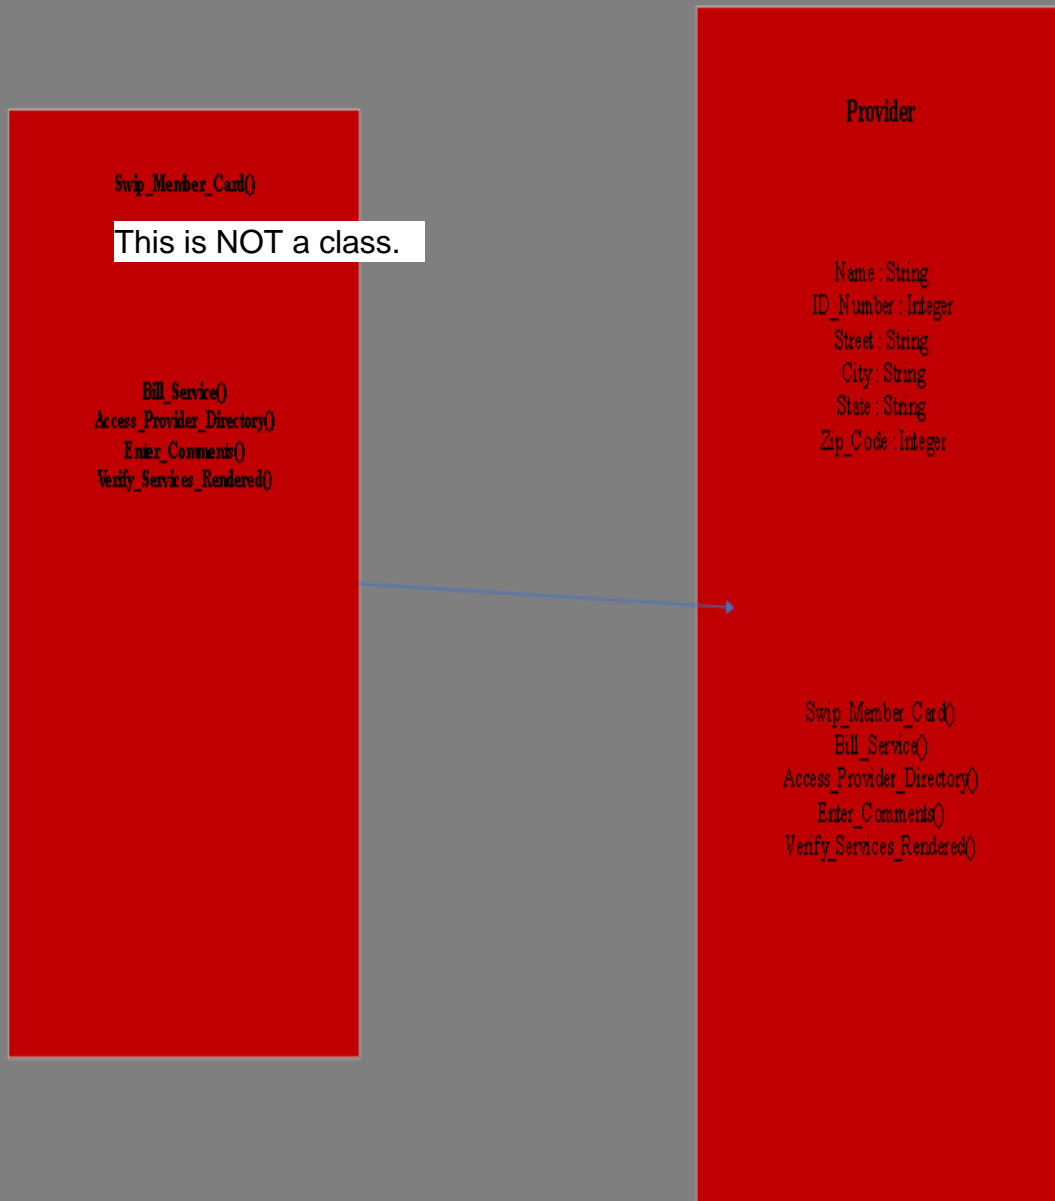 Swip_Member_Card()
This is NOT a class.
Bill_Service()
Access_Provider_Directory()
Enter_Comments()
Verify_Services_Rendered()
Provider
Name : String
ID_Number : Integer
Street : String
City : String
State : String
Zip_Code : Integer
Swip_Member_Card()
Bill_Service()
Access_Provider_Directory()
Enter_Comments()
Verify_Services_Rendered()